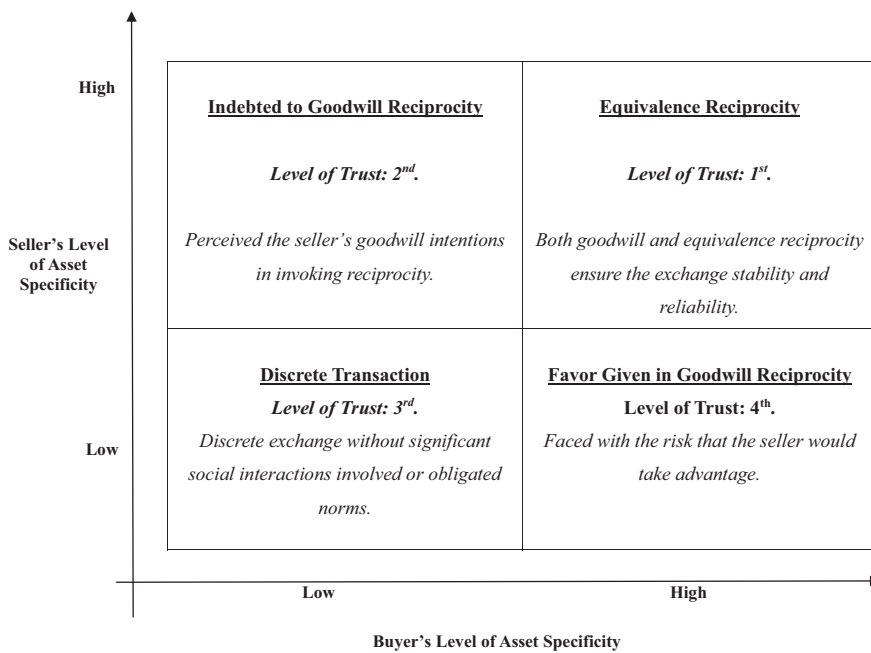 High
Indebted to Goodwill Reciprocity
Level of Trust: 2nd.
Perceived the seller's goodwill intentions
in invoking reciprocity.
Equivalence Reciprocity
Level of Trust: 1st.
Both goodwill and equivalence reciprocity
ensure the exchange stability and
reliability.
Seller's Level
of Asset
Specificity
Low
Discrete Transaction
Level of Trust: 3rd.
Discrete exchange without significant
social interactions involved or obligated
norms.
Favor Given in Goodwill Reciprocity
Level of Trust: 4th.
Faced with the risk that the seller would
take advantage.
Low
High
Buyer's Level of Asset Specificity